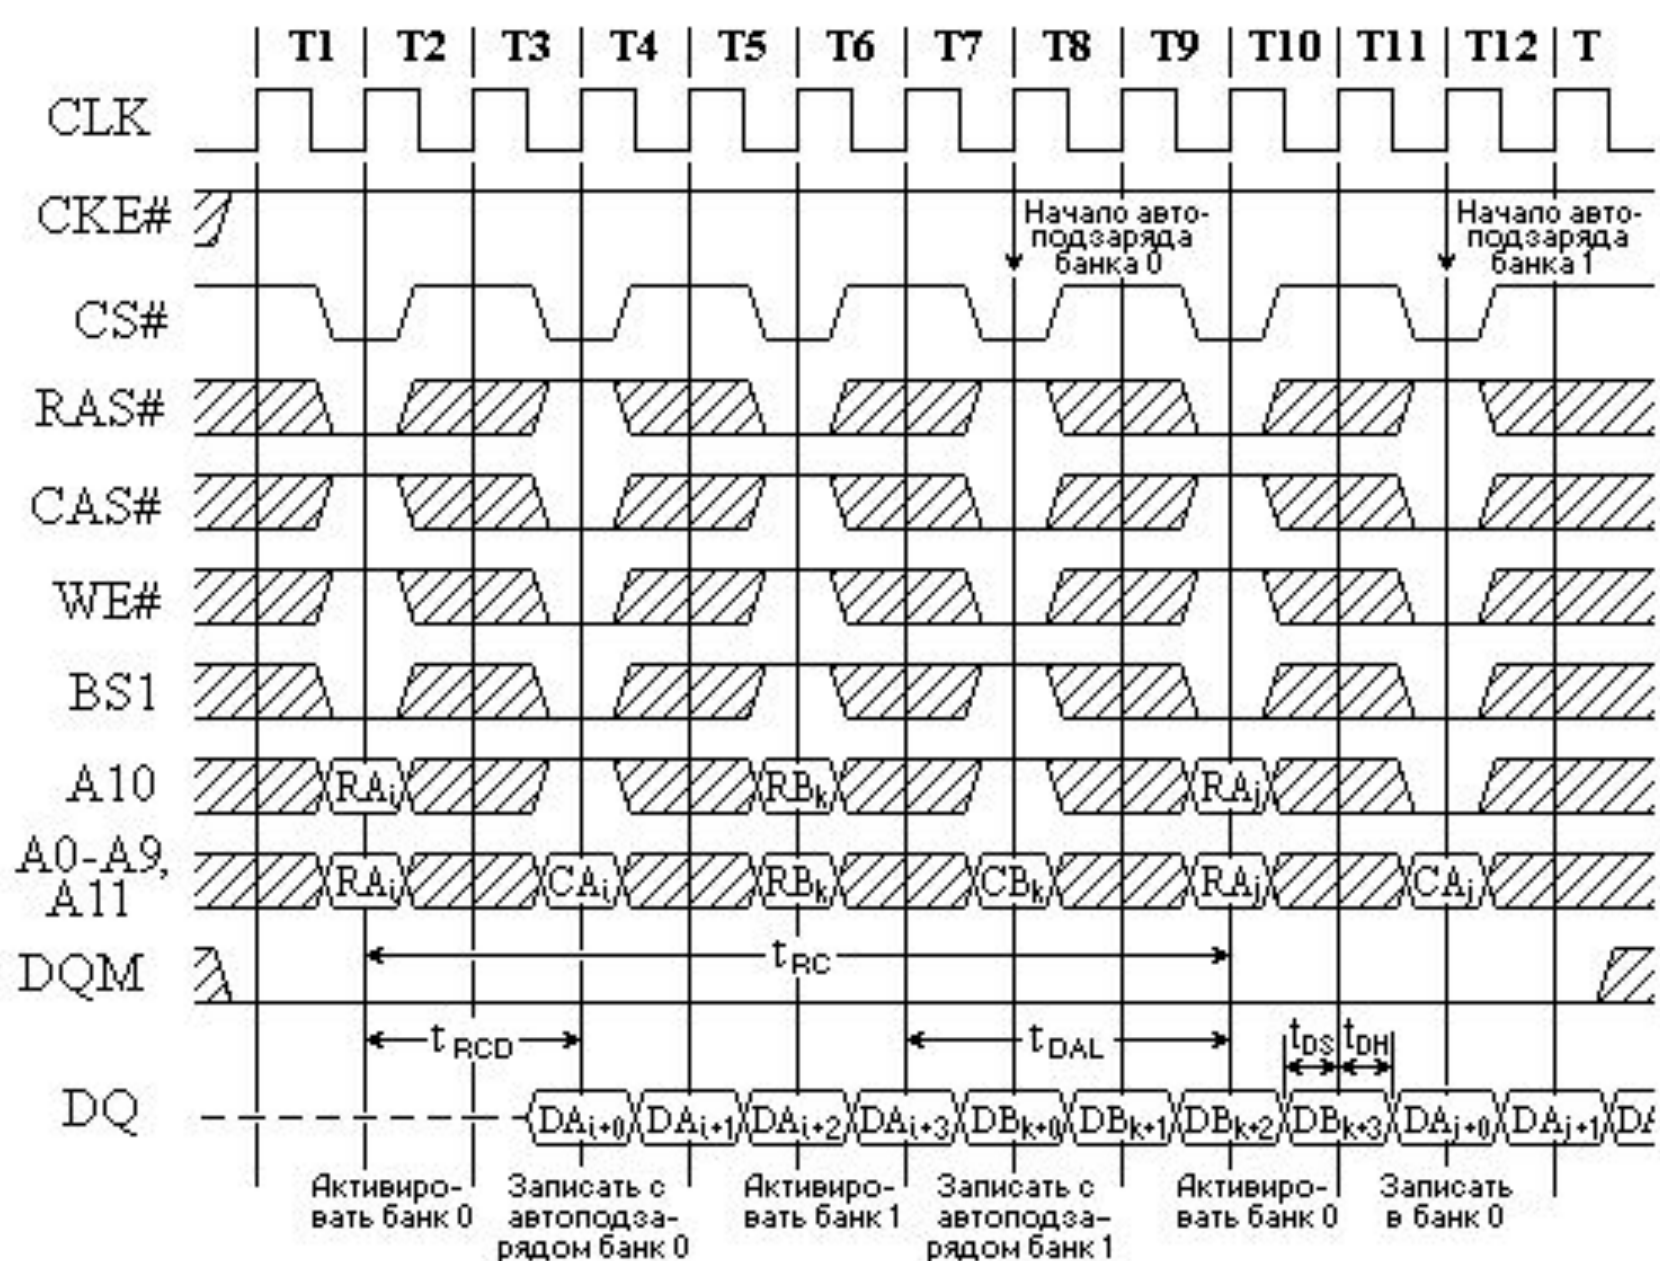 T1 T2 T3 T4 T5 T6 T7 T8 T9 T10 T11 T12 T
CLK
CKE#
Начало авто-
подзаряда
банка 0
Начало авто-
подзаряда
банка 1
CS#
RAS#
CAS#
WE#
BS1
A10 RAi RBk RAj
A0-A9,
A11
RAi CAi RBk CBk RAj CAj
DQM
tRC
tRCD tDAL tDS tDH
DQ DAi+0 DAi+1 DAi+2 DAi+3 DBk+0 DBk+1 DBk+2 DBk+3 DAj+0 DAj+1 DA
Активиро-
вать банк 0
Записать с
автоподза-
рядом банк 0
Активиро-
вать банк 1
Записать с
автоподза-
рядом банк 1
Активиро-
вать банк 0
Записать
в банк 0